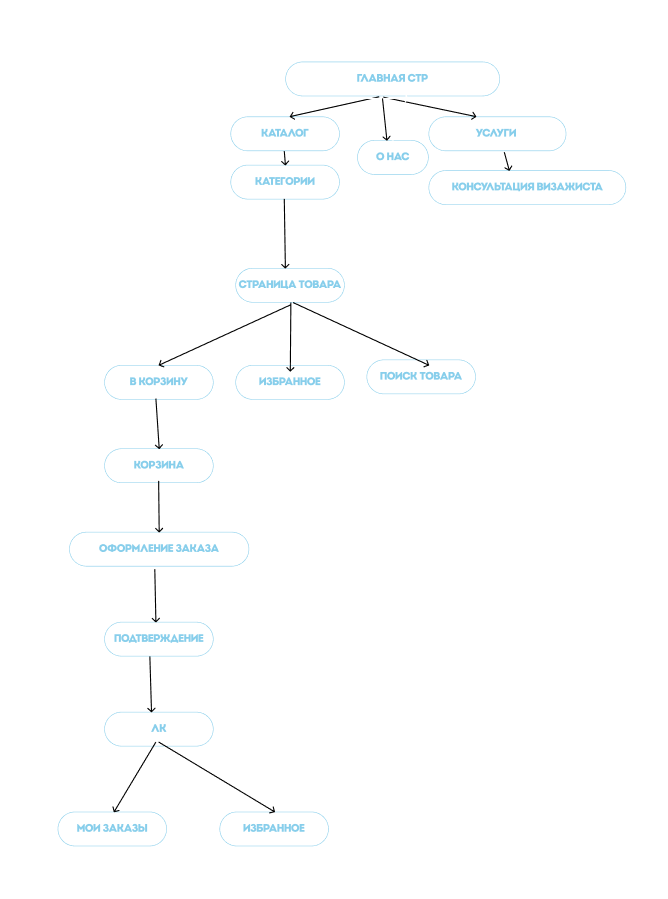 ГЛАВНАЯ СТР
КАТАЛОГ
О НАС
УСЛУГИ
КАТЕГОРИИ
КОНСУЛЬТАЦИЯ ВИЗАЖИСТА
СТРАНИЦА ТОВАРА
В КОРЗИНУ
ИЗБРАННОЕ
ПОИСК ТОВАРА
КОРЗИНА
ОФОРМЛЕНИЕ ЗАКАЗА
ПОДТВЕРЖДЕНИЕ
ЛК
МОИ ЗАКАЗЫ
ИЗБРАННОЕ